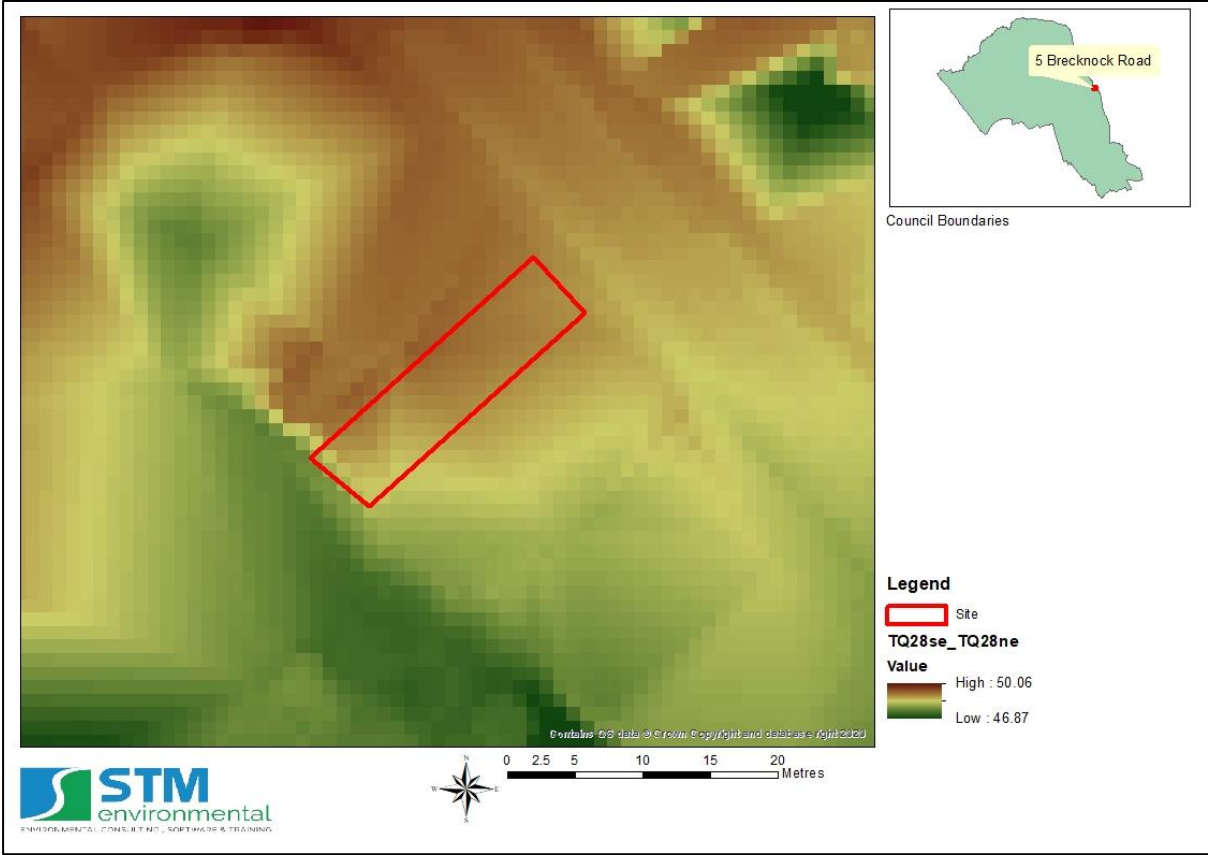 5 Brecknock Road
Council Boundaries
Legend
Site
TQ28se_TQ28ne
Value
High : 50.06
Low : 46.87
Contains OS data © Crown Copyright and database right 2020
N
W E
S
0 2.5 5 10 15 20
Metres
STM
environmental
ENVIRONMENTAL CONSULTING, SOFTWARE & TRAINING